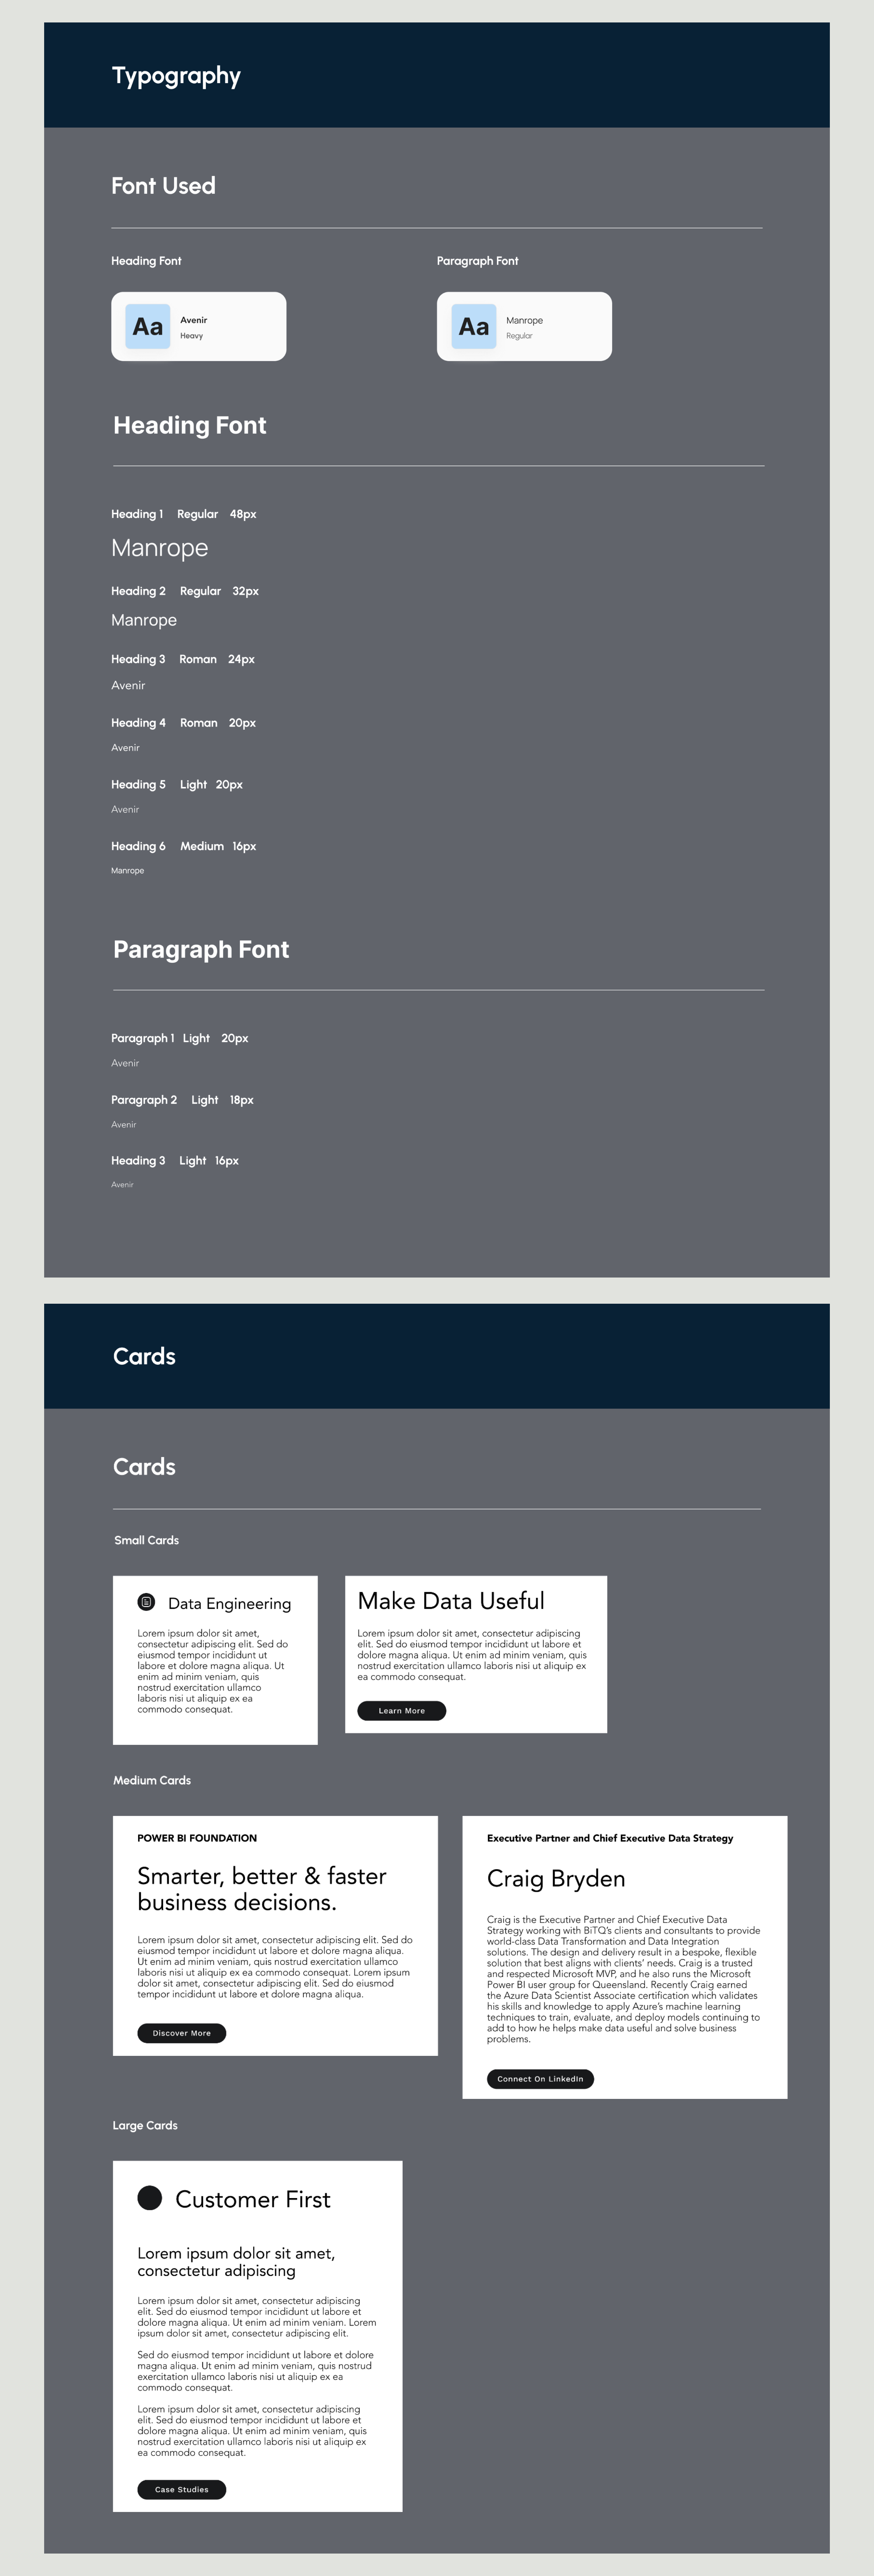 Typography
Font Used
Heading Font
Paragraph Font
Aa
Avenir
Heavy
Aa
Manrope
Regular
Heading Font
Heading 1 Regular 48px
Manrope
Heading 2 Regular 32px
Manrope
Heading 3 Roman 24px
Avenir
Heading 4 Roman 20px
Avenir
Heading 5 Light 20px
Avenir
Heading 6 Medium 16px
Manrope
Paragraph Font
Paragraph 1 Light 20px
Avenir
Paragraph 2 Light 18px
Avenir
Heading 3 Light 16px
Avenir
Cards
Cards
Small Cards
Data Engineering
Lorem ipsum dolor sit amet,
consectetur adipiscing elit. Sed do
eiusmod tempor incididunt ut
labore et dolore magna aliqua. Ut
enim ad minim veniam, quis
nostrud exercitation ullamco
laboris nisi ut aliquip ex ea
commodo consequat.
Make Data Useful
Lorem ipsum dolor sit amet, consectetur adipiscing
elit. Sed do eiusmod tempor incididunt ut labore et
dolore magna aliqua. Ut enim ad minim veniam, quis
nostrud exercitation ullamco laboris nisi ut aliquip ex
ea commodo consequat.
Learn More
Medium Cards
POWER BI FOUNDATION
Smarter, better & faster
business decisions.
Lorem ipsum dolor sit amet, consectetur adipiscing elit. Sed do
eiusmod tempor incididunt ut labore et dolore magna aliqua.
Ut enim ad minim veniam, quis nostrud exercitation ullamco
laboris nisi ut aliquip ex ea commodo consequat. Lorem ipsum
dolor sit amet, consectetur adipiscing elit. Sed do eiusmod
tempor incididunt ut labore et dolore magna aliqua.
Discover More
Executive Partner and Chief Executive Data Strategy
Craig Bryden
Craig is the Executive Partner and Chief Executive Data
Strategy working with BiTQ’s clients and consultants to provide
world-class Data Transformation and Data Integration
solutions. The design and delivery result in a bespoke, flexible
solution that best aligns with clients’ needs. Craig is a trusted
and respected Microsoft MVP, and he also runs the Microsoft
Power BI user group for Queensland. Recently Craig earned
the Azure Data Scientist Associate certification which validates
his skills and knowledge to apply Azure’s machine learning
techniques to train, evaluate, and deploy models continuing to
add to how he helps make data useful and solve business
problems.
Connect On LinkedIn
Large Cards
Customer First
Lorem ipsum dolor sit amet,
consectetur adipiscing
Lorem ipsum dolor sit amet, consectetur adipiscing
elit. Sed do eiusmod tempor incididunt ut labore et
dolore magna aliqua. Ut enim ad minim veniam. Lorem
ipsum dolor sit amet, consectetur adipiscing elit.
Sed do eiusmod tempor incididunt ut labore et dolore
magna aliqua. Ut enim ad minim veniam, quis nostrud
exercitation ullamco laboris nisi ut aliquip ex ea
commodo consequat.
Lorem ipsum dolor sit amet, consectetur adipiscing
elit. Sed do eiusmod tempor incididunt ut labore et
dolore magna aliqua. Ut enim ad minim veniam, quis
nostrud exercitation ullamco laboris nisi ut aliquip ex
ea commodo consequat.
Case Studies